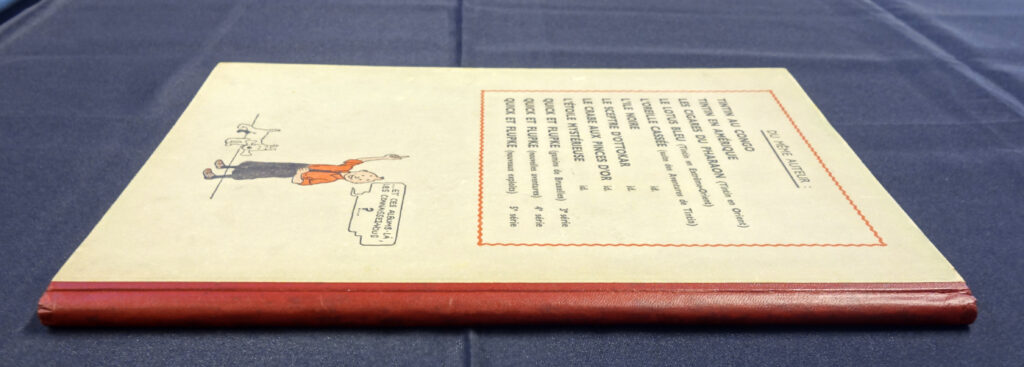 DU MÊME AUTEUR :
TINTIN AU CONGO
TINTIN EN AMÉRIQUE
LES CIGARES DU PHARAON (Tintin en Orient)
LE LOTUS BLEU (Tintin en Extrême-Orient)
L'OREILLE CASSÉE (suite des Aventures de Tintin)
L'ILE NOIRE id.
LE SCEPTRE D'OTTOKAR id.
LE CRABE AUX PINCES D'OR id.
L'ÉTOILE MYSTÉRIEUSE id.
QUICK ET FLUPKE (gamins de Bruxelles) 3e série
QUICK ET FLUPKE (nouvelles aventures) 4e série
QUICK ET FLUPKE (nouveaux exploits) 5e série
...ET CES ALBUMS-LÀ,
LES CONNAISSEZ-VOUS
?